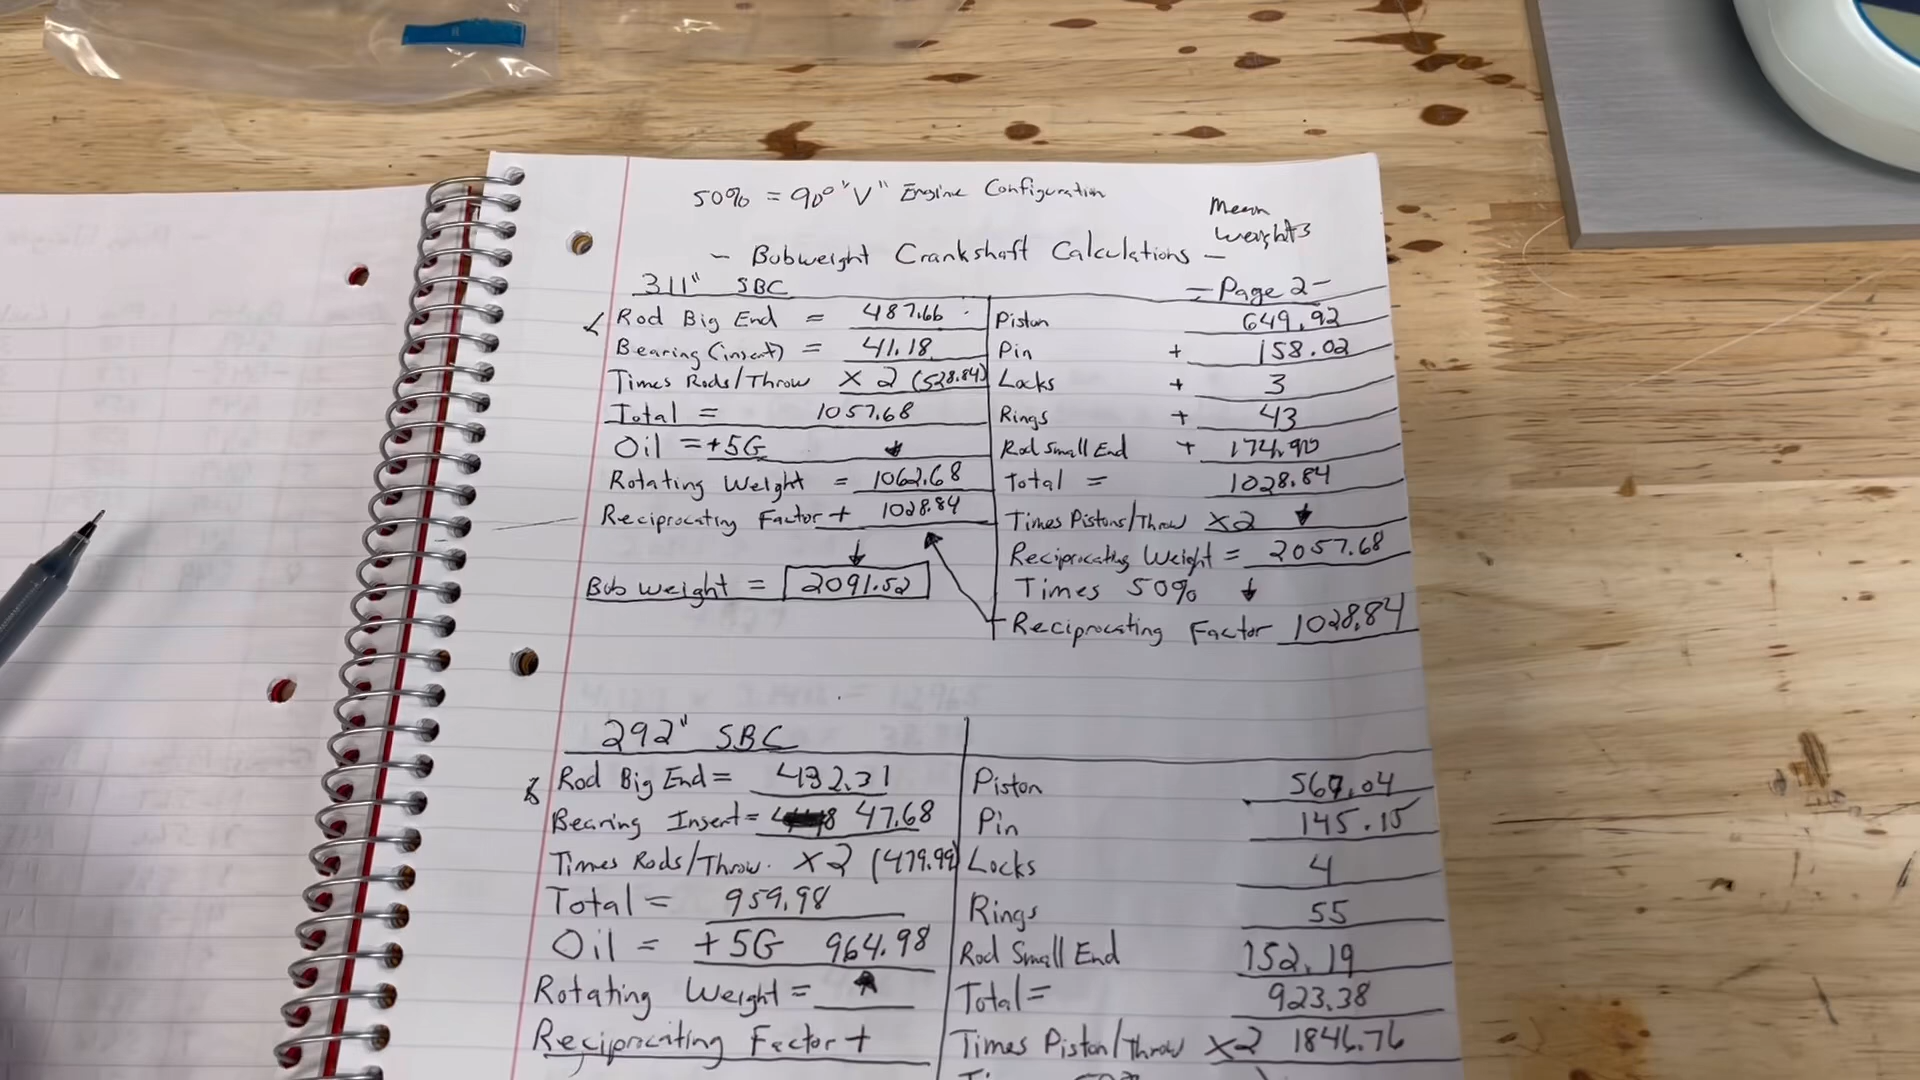 50% = 90° "V" Engine Configuration
Mean
weights
- Bobweight Crankshaft Calculations -
311" SBC
- Page 2 -
Rod Big End = 487.66
Bearing (insert) = 41.18
Times Rods/Throw X 2 (528.84)
Total = 1057.68
Oil = +5G
Rotating Weight = 1062.68
Reciprocating Factor + 1028.84
Bob weight = 2091.52
Piston 649.92
Pin + 158.02
Locks + 3
Rings + 43
Rod Small End + 174.90
Total = 1028.84
Times Pistons/Throw X2
Reciprocating Weight = 2057.68
Times 50%
Reciprocating Factor 1028.84
292" SBC
Rod Big End = 432.31
Bearing Insert = 47.68
Times Rods/Throw. X 2 (479.99)
Total = 959.98
Oil = +5G 964.98
Rotating Weight =
Reciprociting Factor +
Piston 567.04
Pin 145.15
Locks 4
Rings 55
Rod Small End 152.19
Total = 923.38
Times Piston/Throw X2 1846.76